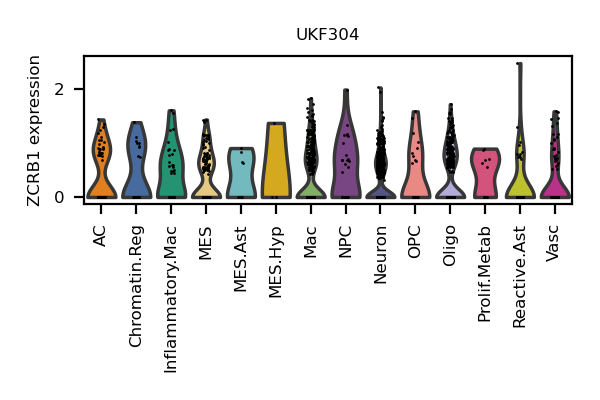 UKF304
ZCRB1 expression
2
0
AC
Chromatin.Reg
Inflammatory.Mac
MES
MES.Ast
MES.Hyp
Mac
NPC
Neuron
OPC
Oligo
Prolif.Metab
Reactive.Ast
Vasc